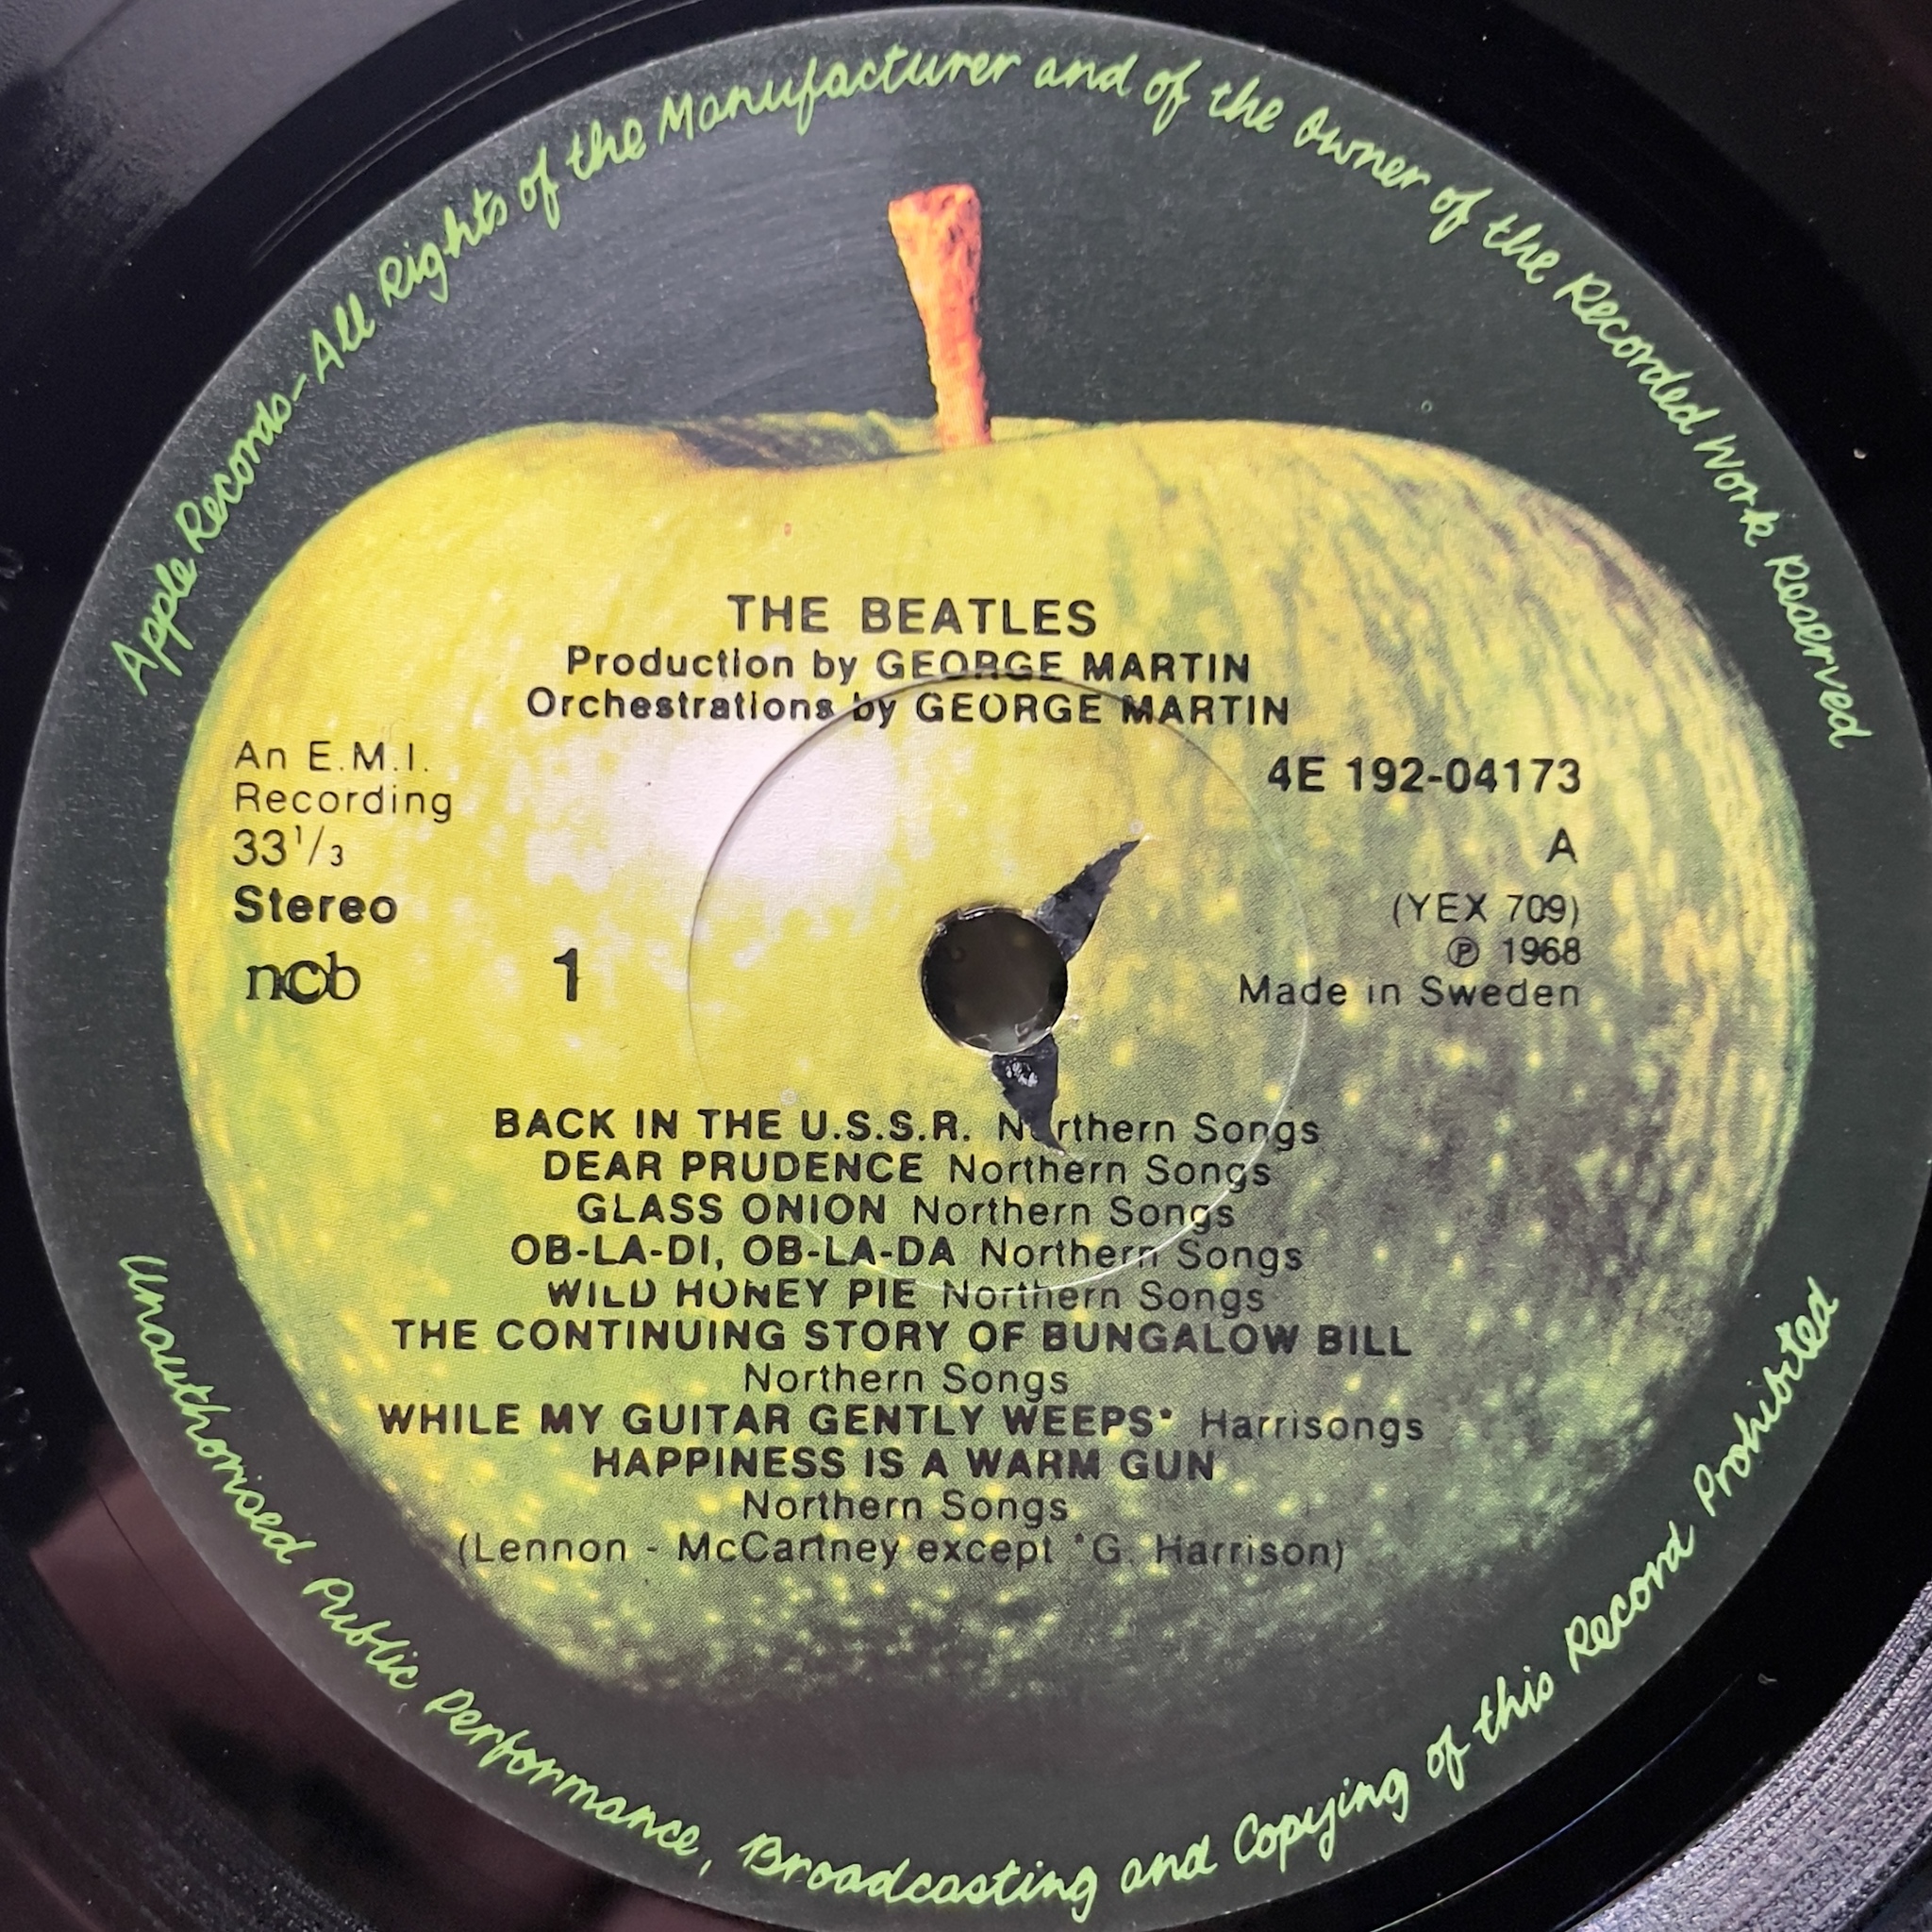 Apple Records-All Rights of the Manufacturer and of the Owner of the Recorded Work Reserved
THE BEATLES
Production by GEORGE MARTIN
Orchestrations by GEORGE MARTIN
An E.M.I.
Recording
33 1/3
Stereo
ncb
1
4E 192-04173
A
(YEX 709)
℗ 1968
Made in Sweden
BACK IN THE U.S.S.R. Northern Songs
DEAR PRUDENCE Northern Songs
GLASS ONION Northern Songs
OB-LA-DI, OB-LA-DA Northern Songs
WILD HONEY PIE Northern Songs
THE CONTINUING STORY OF BUNGALOW BILL
Northern Songs
WHILE MY GUITAR GENTLY WEEPS* Harrisongs
HAPPINESS IS A WARM GUN
Northern Songs
(Lennon - McCartney except *G. Harrison)
Unauthorised Public Performance, Broadcasting and Copying of this Record Prohibited